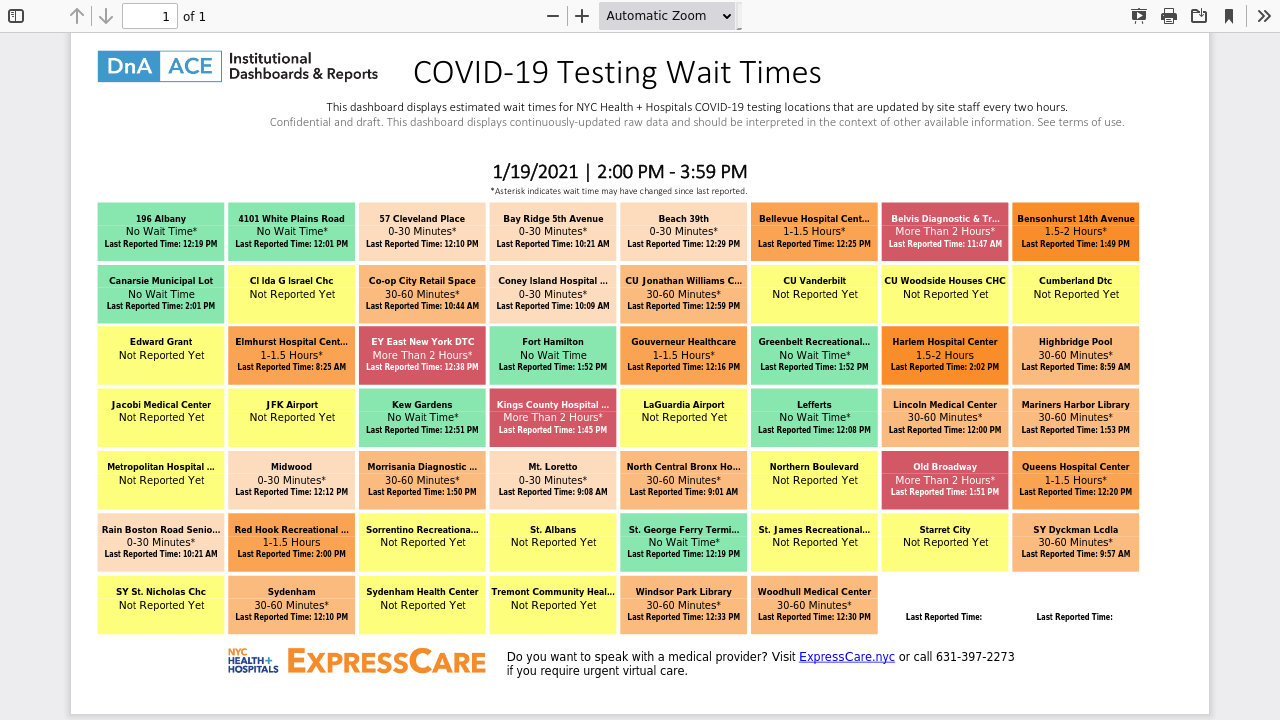 1 of 1
Automatic Zoom
DnA ACE Institutional
Dashboards & Reports
COVID-19 Testing Wait Times
This dashboard displays estimated wait times for NYC Health + Hospitals COVID-19 testing locations that are updated by site staff every two hours.
Confidential and draft. This dashboard displays continuously-updated raw data and should be interpreted in the context of other available information. See terms of use.
1/19/2021 | 2:00 PM - 3:59 PM
*Asterisk indicates wait time may have changed since last reported.
196 Albany
No Wait Time*
Last Reported Time: 12:19 PM
4101 White Plains Road
No Wait Time*
Last Reported Time: 12:01 PM
57 Cleveland Place
0-30 Minutes*
Last Reported Time: 12:10 PM
Bay Ridge 5th Avenue
0-30 Minutes*
Last Reported Time: 10:21 AM
Beach 39th
0-30 Minutes*
Last Reported Time: 12:29 PM
Bellevue Hospital Cent...
1-1.5 Hours*
Last Reported Time: 12:25 PM
Belvis Diagnostic & Tr...
More Than 2 Hours*
Last Reported Time: 11:47 AM
Bensonhurst 14th Avenue
1.5-2 Hours*
Last Reported Time: 1:49 PM
Canarsie Municipal Lot
No Wait Time
Last Reported Time: 2:01 PM
Cl Ida G Israel Chc
Not Reported Yet
Co-op City Retail Space
30-60 Minutes*
Last Reported Time: 10:44 AM
Coney Island Hospital ...
0-30 Minutes*
Last Reported Time: 10:09 AM
CU Jonathan Williams C...
30-60 Minutes*
Last Reported Time: 12:59 PM
CU Vanderbilt
Not Reported Yet
CU Woodside Houses CHC
Not Reported Yet
Cumberland Dtc
Not Reported Yet
Edward Grant
Not Reported Yet
Elmhurst Hospital Cent...
1-1.5 Hours*
Last Reported Time: 8:25 AM
EY East New York DTC
More Than 2 Hours*
Last Reported Time: 12:38 PM
Fort Hamilton
No Wait Time
Last Reported Time: 1:52 PM
Gouverneur Healthcare
1-1.5 Hours*
Last Reported Time: 12:16 PM
Greenbelt Recreational...
No Wait Time*
Last Reported Time: 1:52 PM
Harlem Hospital Center
1.5-2 Hours
Last Reported Time: 2:02 PM
Highbridge Pool
30-60 Minutes*
Last Reported Time: 8:59 AM
Jacobi Medical Center
Not Reported Yet
JFK Airport
Not Reported Yet
Kew Gardens
No Wait Time*
Last Reported Time: 12:51 PM
Kings County Hospital ...
More Than 2 Hours*
Last Reported Time: 1:45 PM
LaGuardia Airport
Not Reported Yet
Lefferts
No Wait Time*
Last Reported Time: 12:08 PM
Lincoln Medical Center
30-60 Minutes*
Last Reported Time: 12:00 PM
Mariners Harbor Library
30-60 Minutes*
Last Reported Time: 1:53 PM
Metropolitan Hospital ...
Not Reported Yet
Midwood
0-30 Minutes*
Last Reported Time: 12:12 PM
Morrisania Diagnostic ...
30-60 Minutes*
Last Reported Time: 1:50 PM
Mt. Loretto
0-30 Minutes*
Last Reported Time: 9:08 AM
North Central Bronx Ho...
30-60 Minutes*
Last Reported Time: 9:01 AM
Northern Boulevard
Not Reported Yet
Old Broadway
More Than 2 Hours*
Last Reported Time: 1:51 PM
Queens Hospital Center
1-1.5 Hours*
Last Reported Time: 12:20 PM
Rain Boston Road Senio...
0-30 Minutes*
Last Reported Time: 10:21 AM
Red Hook Recreational ...
1-1.5 Hours
Last Reported Time: 2:00 PM
Sorrentino Recreationa...
Not Reported Yet
St. Albans
Not Reported Yet
St. George Ferry Termi...
No Wait Time*
Last Reported Time: 12:19 PM
St. James Recreational...
Not Reported Yet
Starret City
Not Reported Yet
SY Dyckman Lcdla
30-60 Minutes*
Last Reported Time: 9:57 AM
SY St. Nicholas Chc
Not Reported Yet
Sydenham
30-60 Minutes*
Last Reported Time: 12:10 PM
Sydenham Health Center
Not Reported Yet
Tremont Community Heal...
Not Reported Yet
Windsor Park Library
30-60 Minutes*
Last Reported Time: 12:33 PM
Woodhull Medical Center
30-60 Minutes*
Last Reported Time: 12:30 PM
Last Reported Time:
Last Reported Time:
NYC
HEALTH+
HOSPITALS
EXPRESSCARE
Do you want to speak with a medical provider? Visit ExpressCare.nyc or call 631-397-2273
if you require urgent virtual care.